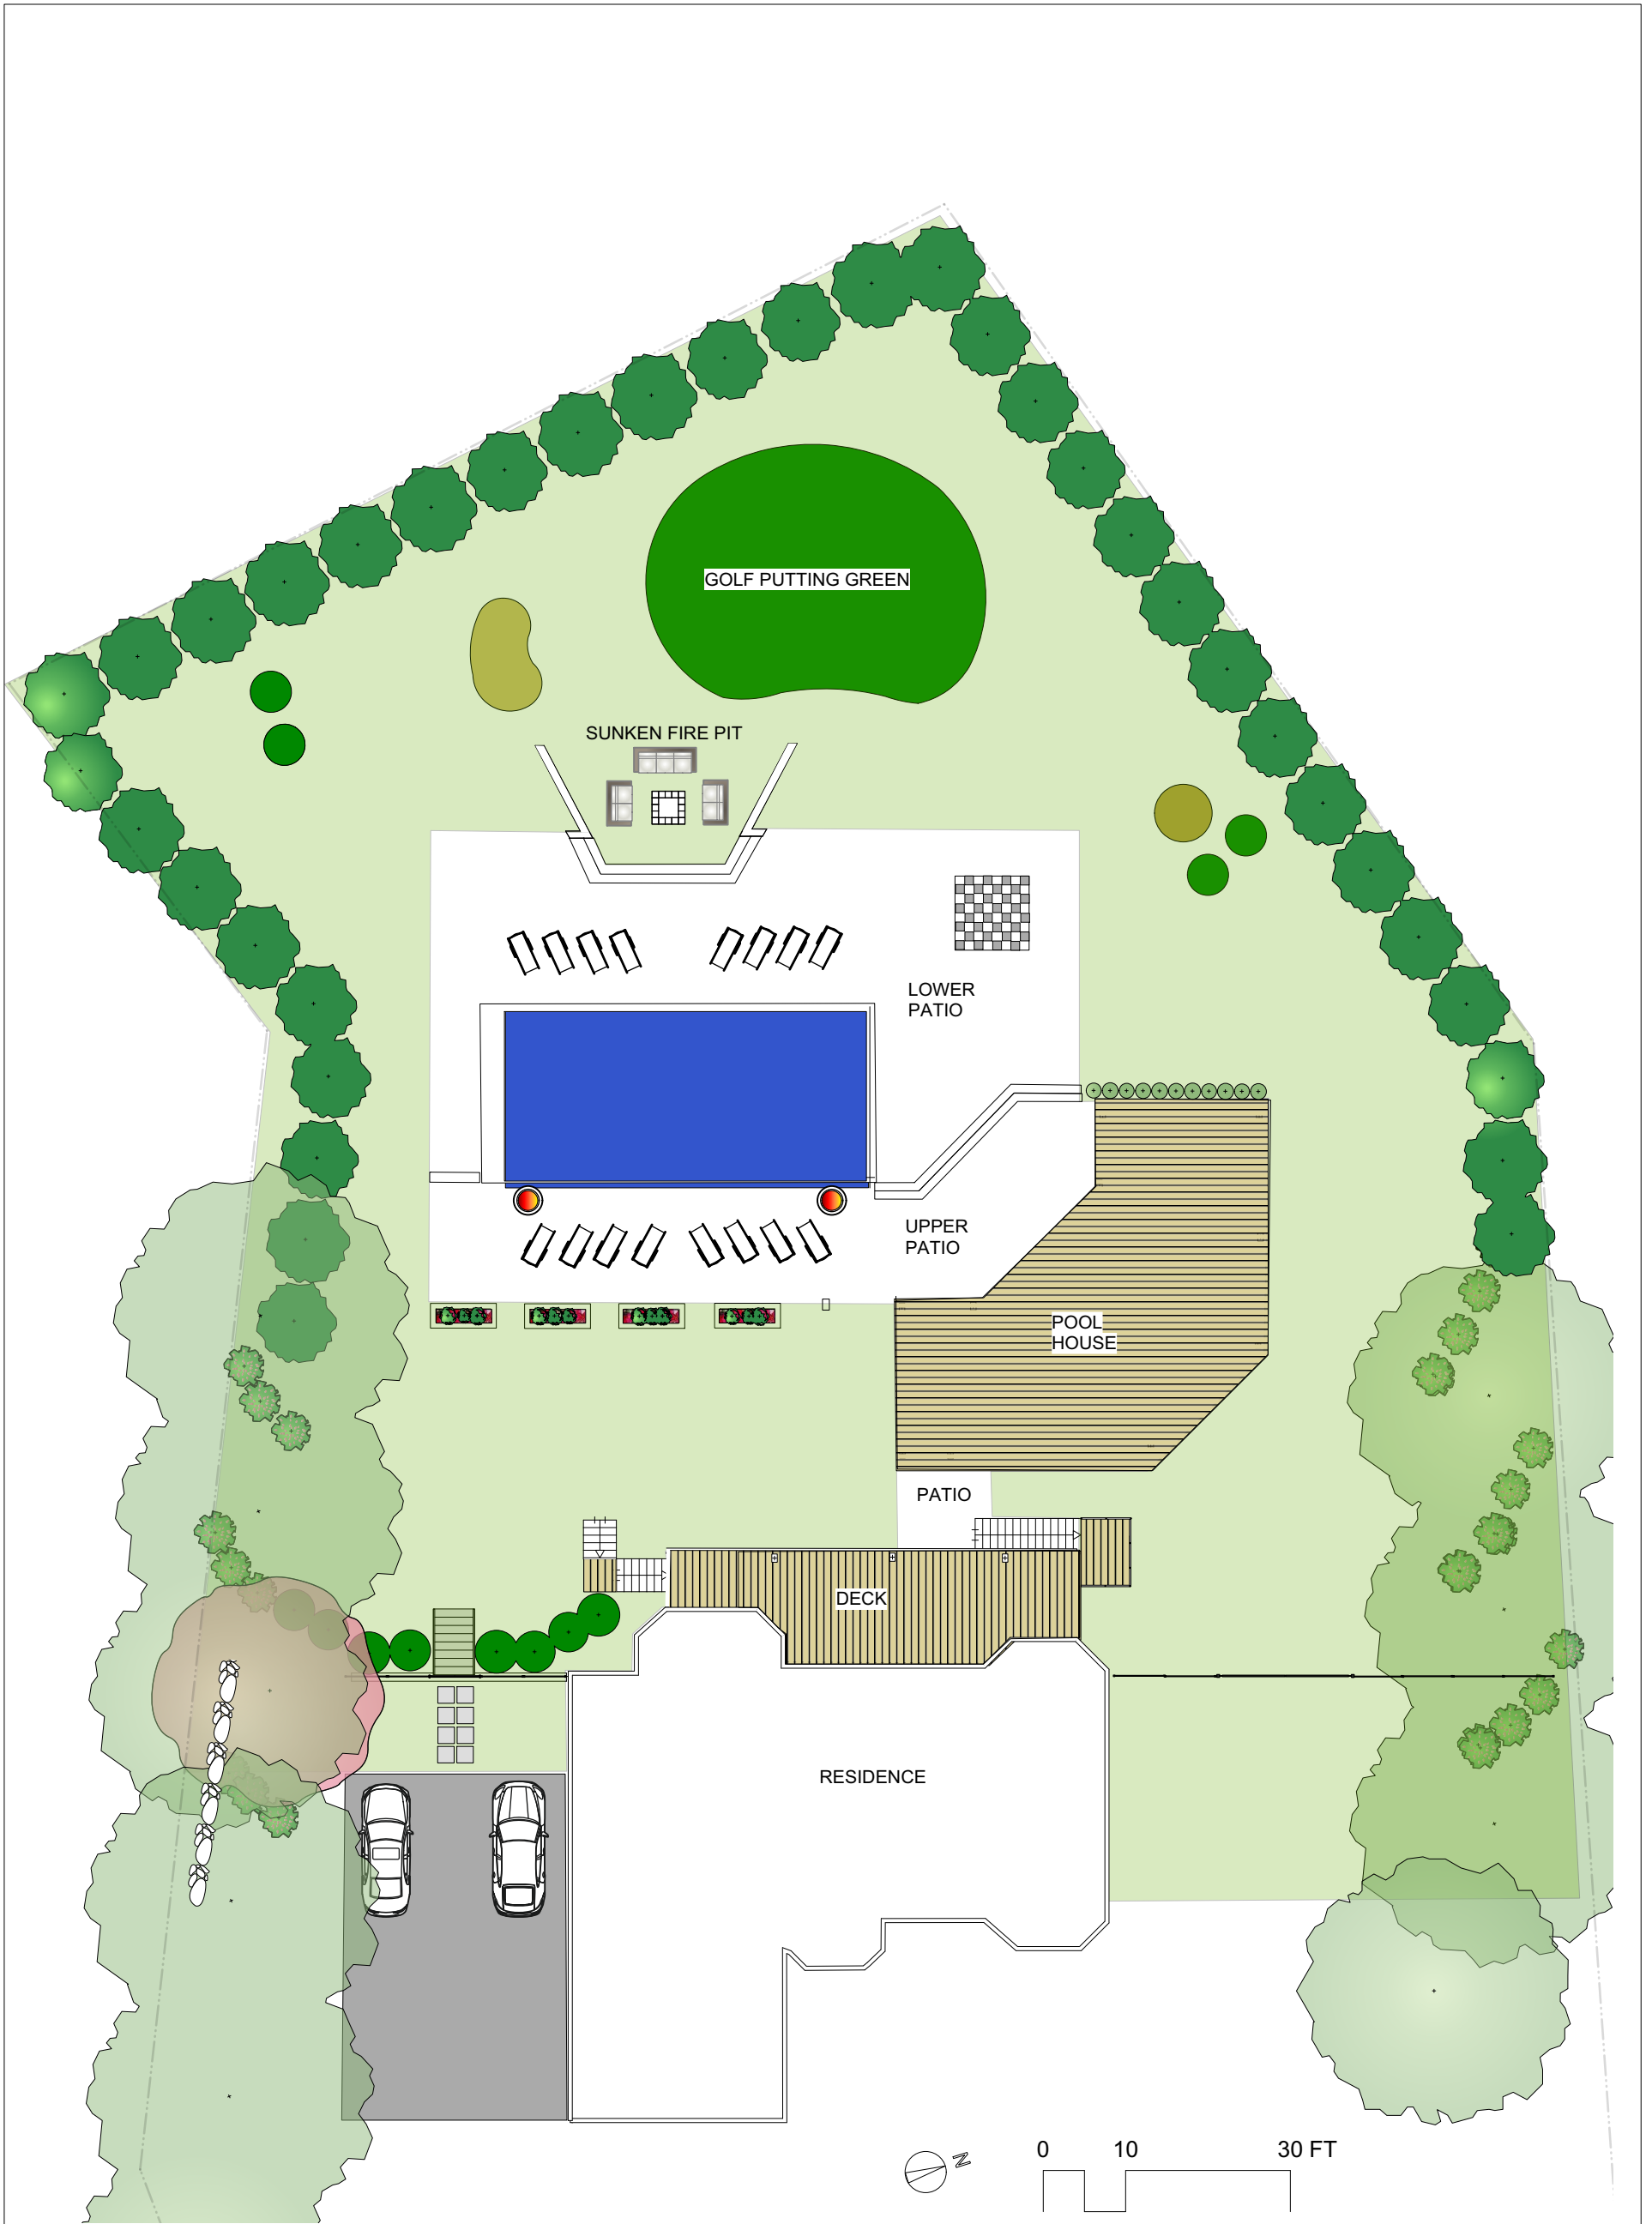 GOLF PUTTING GREEN
SUNKEN FIRE PIT
LOWER
PATIO
UPPER
PATIO
POOL
HOUSE
PATIO
DECK
RESIDENCE
N
0 10 30 FT